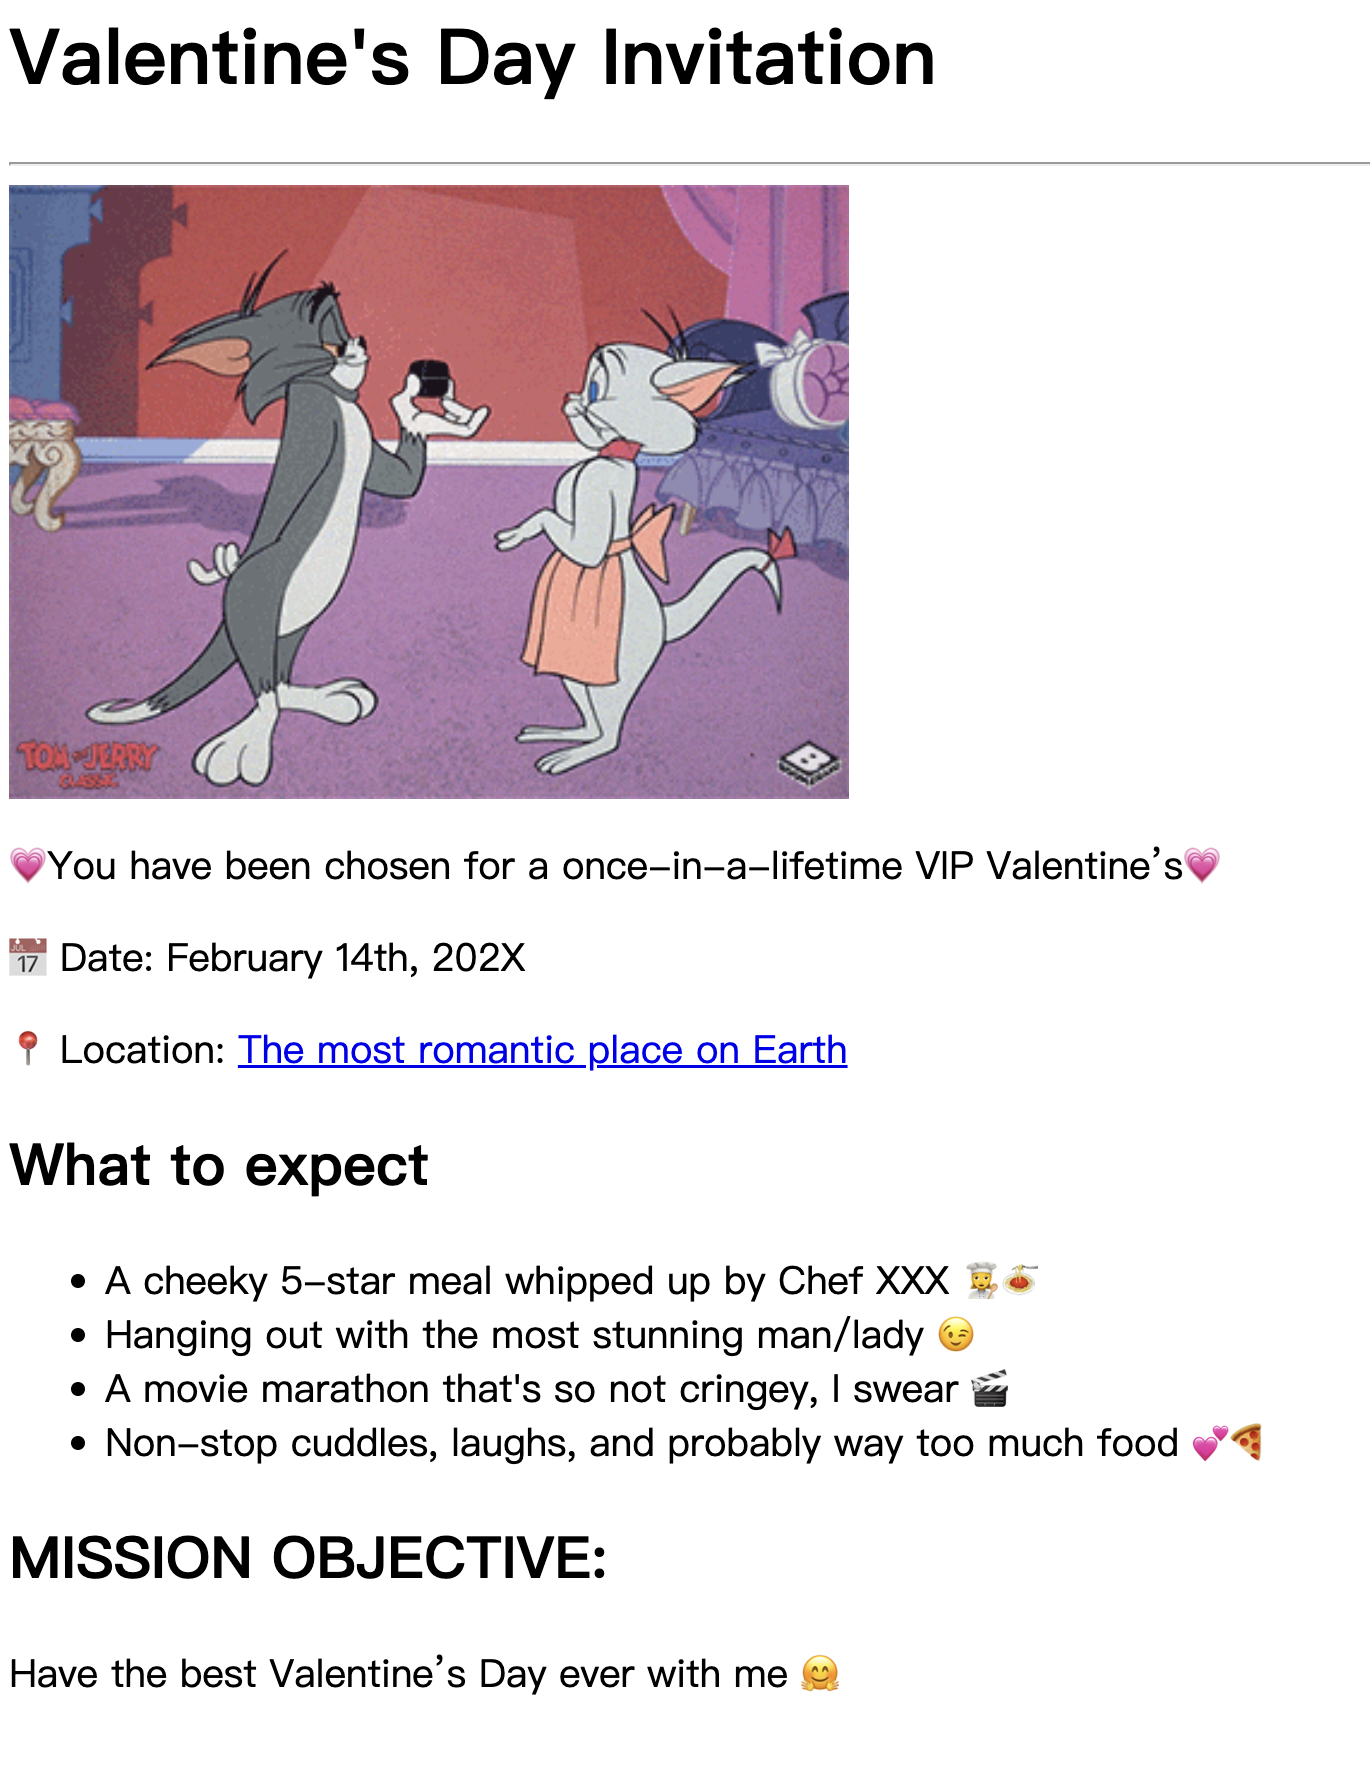 Valentine's Day Invitation
TOM and JERRY
CLASSIC
B
BOOMERANG
💗You have been chosen for a once-in-a-lifetime VIP Valentine’s💗
JUL
17
Date: February 14th, 202X
📍 Location: The most romantic place on Earth
What to expect
• A cheeky 5-star meal whipped up by Chef XXX 👩‍🍳🍝
• Hanging out with the most stunning man/lady 😉
• A movie marathon that's so not cringey, I swear 🎬
• Non-stop cuddles, laughs, and probably way too much food 💕🍕
MISSION OBJECTIVE:
Have the best Valentine’s Day ever with me 🤗